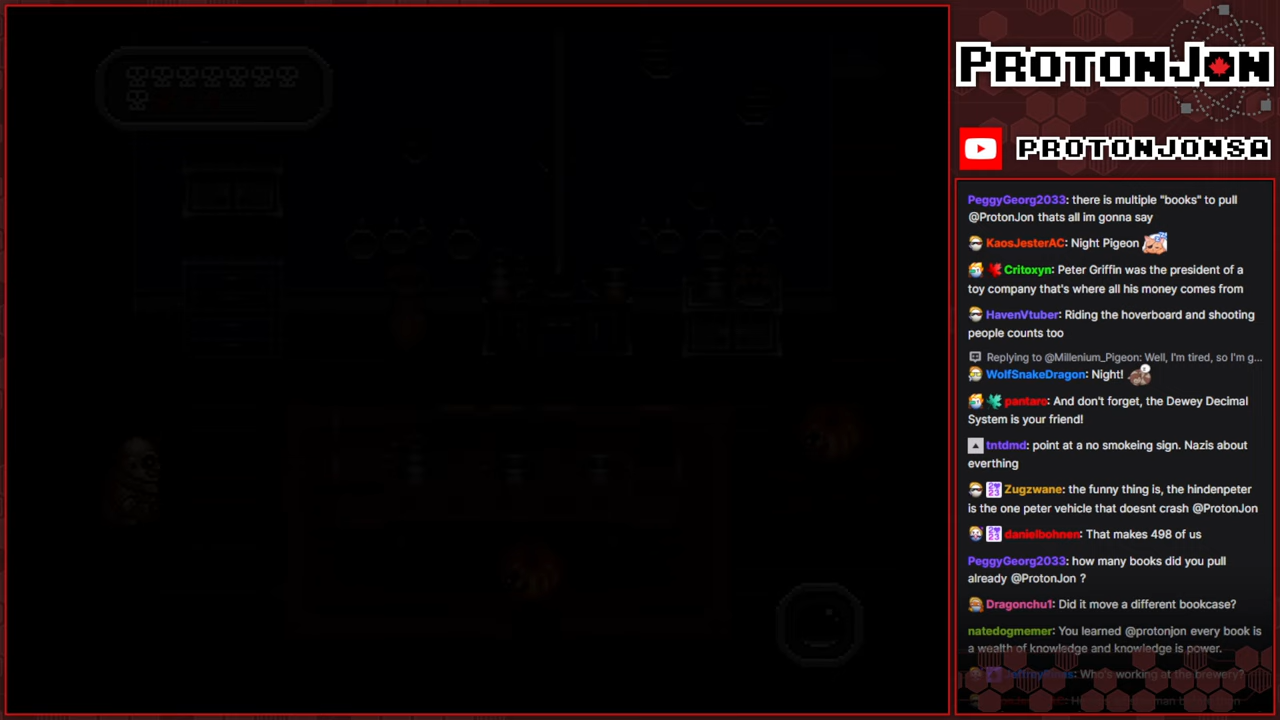 PROTONJON
PROTONJONSA
PeggyGeorg2033: there is multiple "books" to pull
@ProtonJon thats all im gonna say
KaosJesterAC: Night Pigeon
Critoxyn: Peter Griffin was the president of a
toy company that's where all his money comes from
HavenVtuber: Riding the hoverboard and shooting
people counts too
Replying to @Millenium_Pigeon: Well, I'm tired, so I'm g...
WolfSnakeDragon: Night!
pantaro: And don't forget, the Dewey Decimal
System is your friend!
tntdmd: point at a no smokeing sign. Nazis about
everthing
Zugzwane: the funny thing is, the hindenpeter
is the one peter vehicle that doesnt crash @ProtonJon
danielbohnen: That makes 498 of us
PeggyGeorg2033: how many books did you pull
already @ProtonJon ?
Dragonchu1: Did it move a different bookcase?
natedogmemer: You learned @protonjon every book is
a wealth of knowledge and knowledge is power.
Who's working at the brewery?